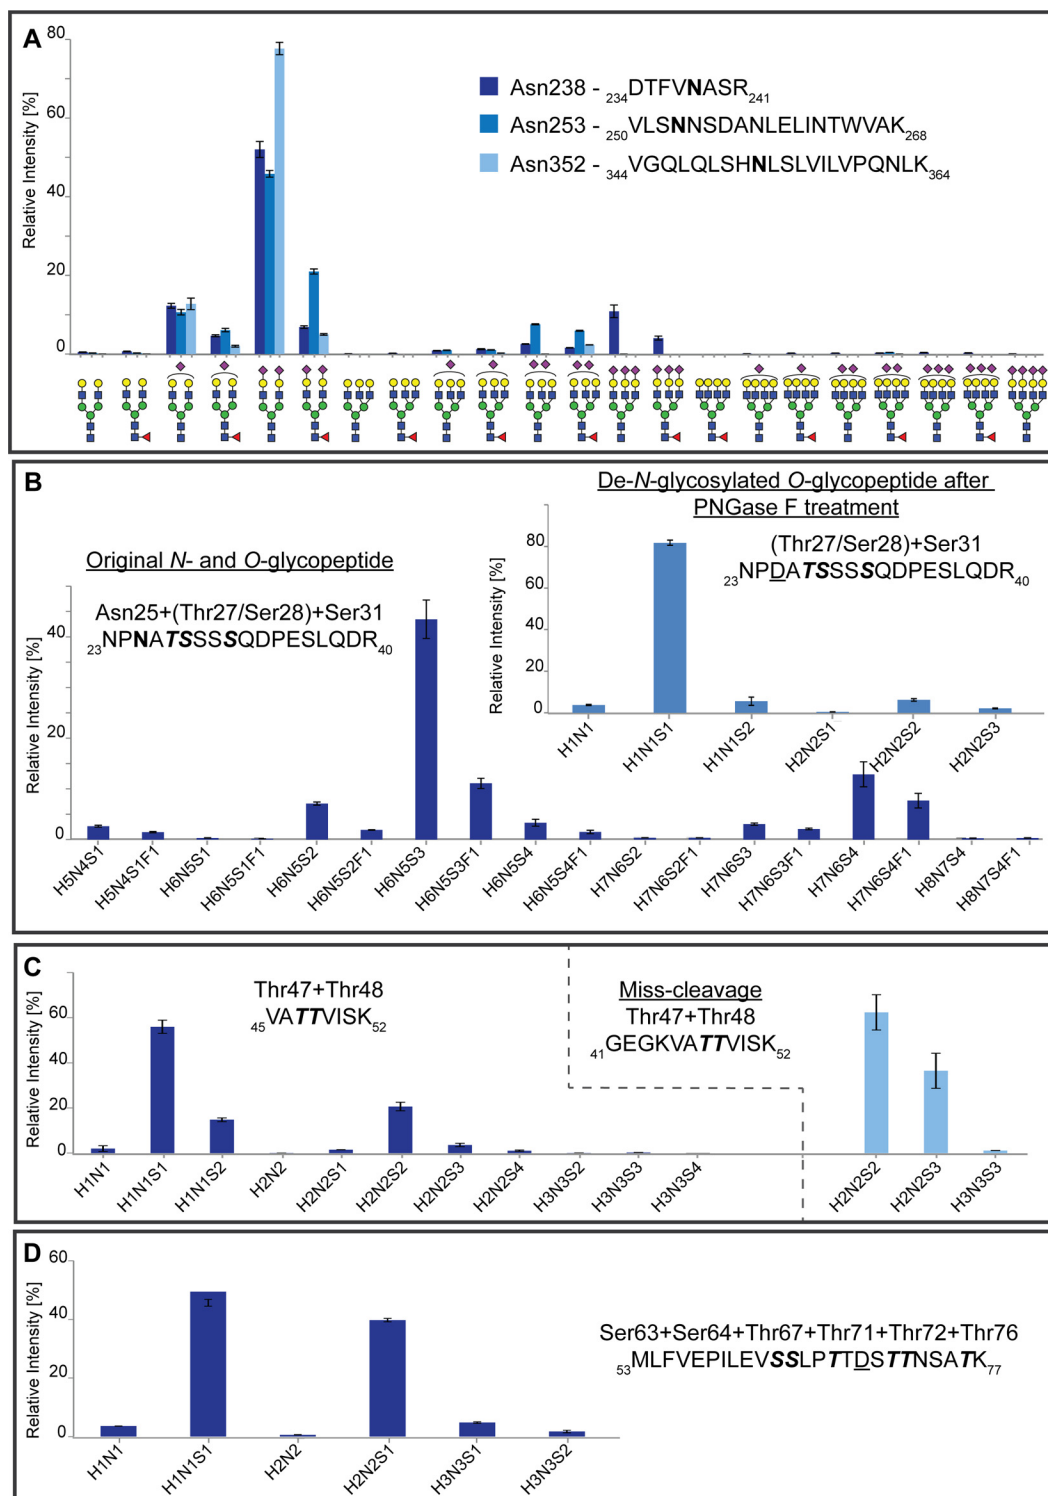 A
80
60
40
20
0
Relative Intensity [%]
Asn238 - 234DTFVNASR241
Asn253 - 250VLSNNSDANLELINTWVAK268
Asn352 - 344VGQLQLSHNLSLVILVPQNLK364
B
De-N-glycosylated O-glycopeptide after
PNGase F treatment
(Thr27/Ser28)+Ser31
23NPDATSSSSQDPESLQDR40
80
60
40
20
0
Relative Intensity [%]
H1N1
H1N1S1
H1N1S2
H2N2S1
H2N2S2
H2N2S3
Original N- and O-glycopeptide
Asn25+(Thr27/Ser28)+Ser31
23NPNATSSSSQDPESLQDR40
40
20
0
Relative Intensity [%]
H5N4S1
H5N4S1F1
H6N5S1
H6N5S1F1
H6N5S2
H6N5S2F1
H6N5S3
H6N5S3F1
H6N5S4
H6N5S4F1
H7N6S2
H7N6S2F1
H7N6S3
H7N6S3F1
H7N6S4
H7N6S4F1
H8N7S4
H8N7S4F1
C
60
40
20
0
Relative Intensity [%]
Thr47+Thr48
45VATTVISK52
Miss-cleavage
Thr47+Thr48
41GEGKVATTVISK52
H1N1
H1N1S1
H1N1S2
H2N2
H2N2S1
H2N2S2
H2N2S3
H2N2S4
H3N3S2
H3N3S3
H3N3S4
H2N2S2
H2N2S3
H3N3S3
D
60
40
20
0
Relative Intensity [%]
Ser63+Ser64+Thr67+Thr71+Thr72+Thr76
53MLFVEPILEVSSLPTTDSTTNSATK77
H1N1
H1N1S1
H2N2
H2N2S1
H3N3S1
H3N3S2